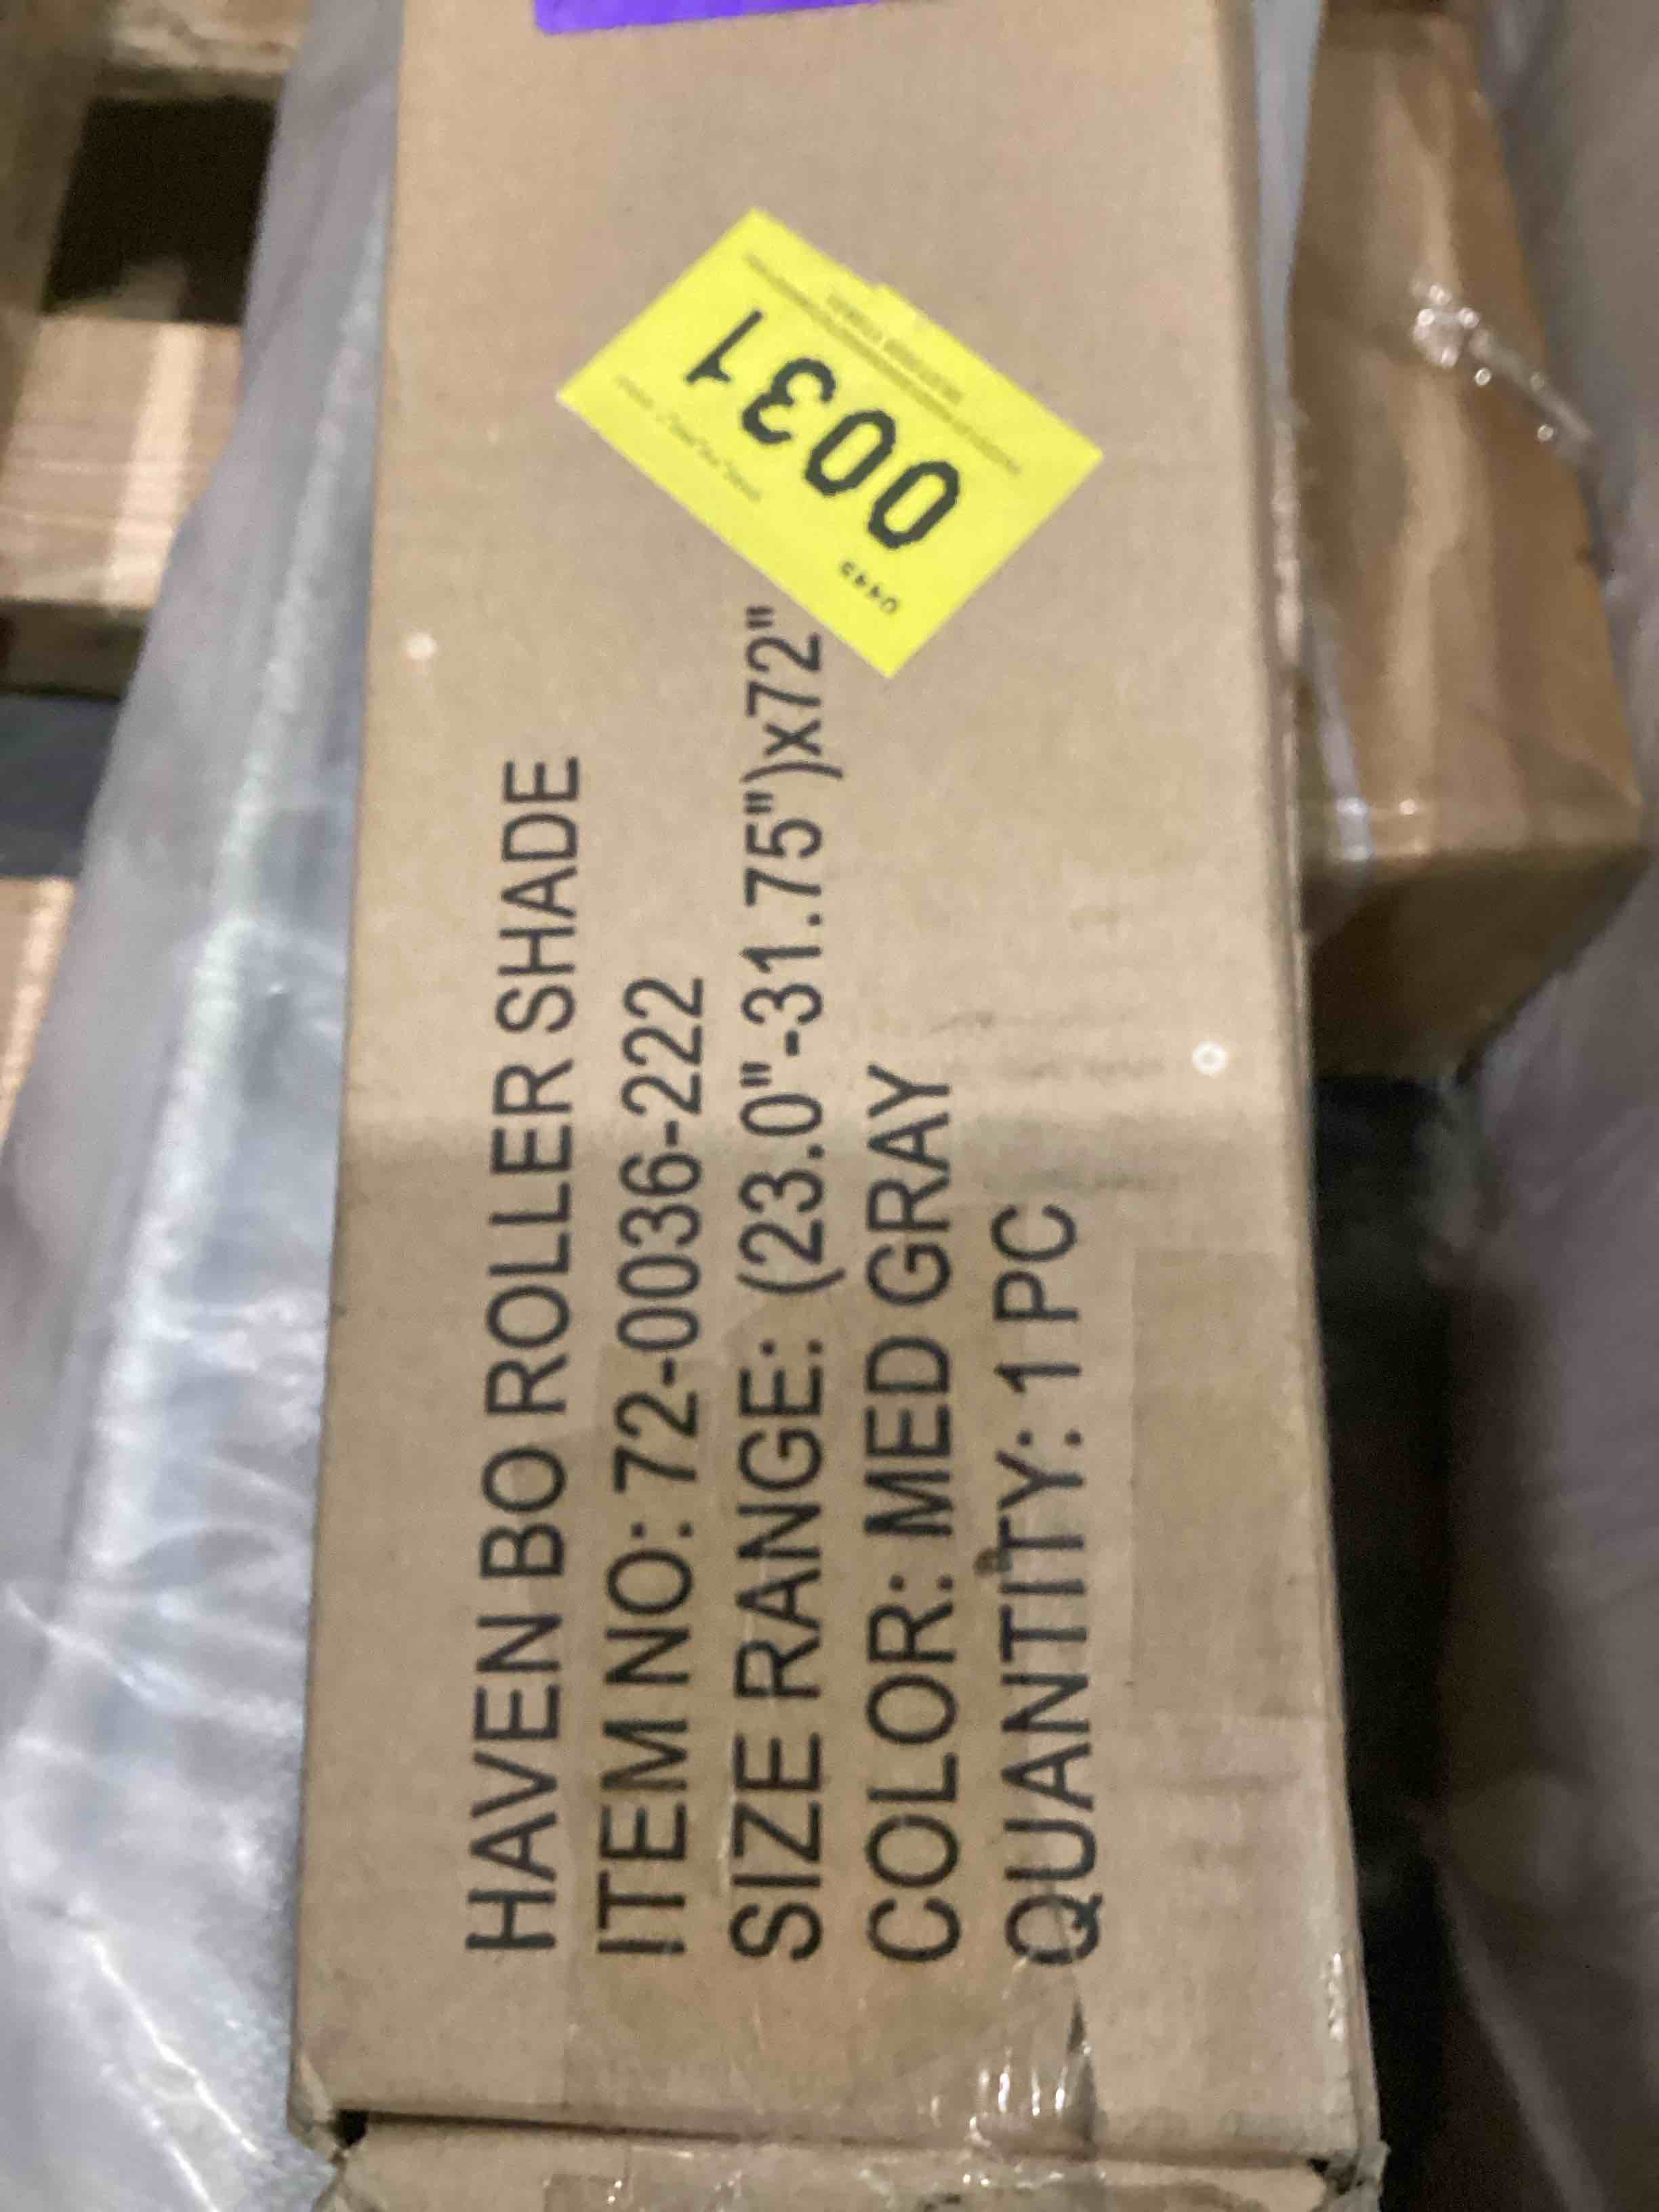 HAVEN BO ROLLER SHADE
ITEM NO: 72-0036-222
SIZE RANGE: (23.0"-31.75")x72"
COLOR: MED GRAY
QUANTITY: 1 PC
0031